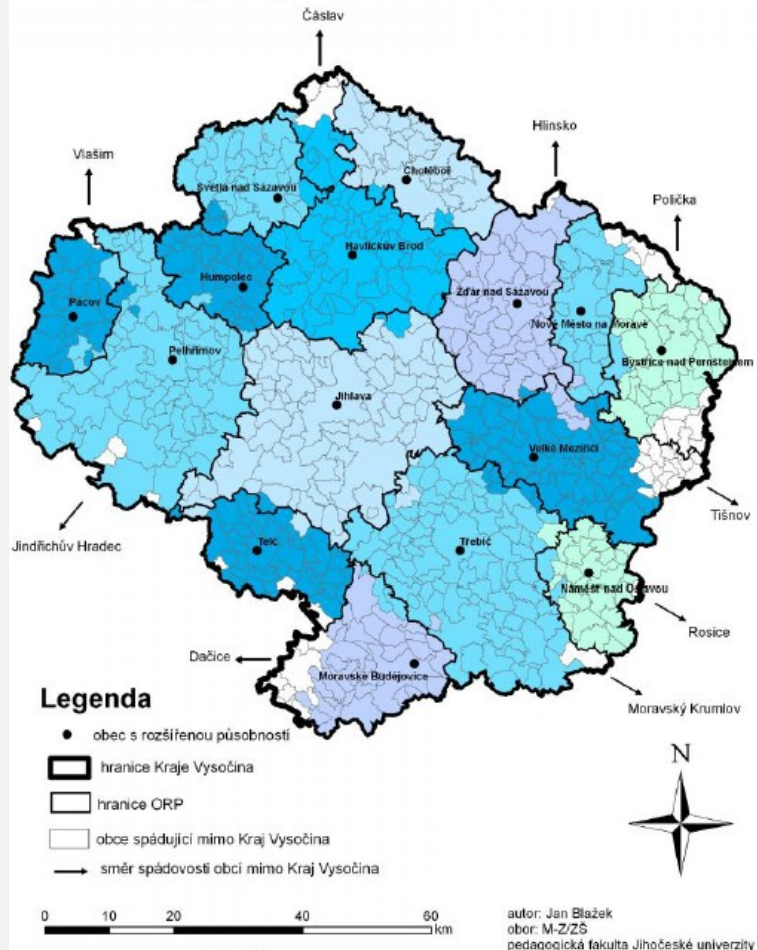 Čáslav
Hlinsko
Vlašim
Polička
Chotěboř
Světlá nad Sázavou
Havlíčkův Brod
Humpolec
Žďár nad Sázavou
Pacov
Nové Město na Moravě
Pelhřimov
Bystřice nad Pernštejnem
Jihlava
Velké Meziříčí
Tišnov
Jindřichův Hradec
Telč
Třebíč
Náměšť nad Oslavou
Rosice
Dačice
Moravské Budějovice
Moravský Krumlov
Legenda
obec s rozšířenou působností
hranice Kraje Vysočina
hranice ORP
obce spádující mimo Kraj Vysočina
směr spádovosti obcí mimo Kraj Vysočina
N
0 10 20 40 60 km
autor: Jan Blažek
obor: M-Z/ZŠ
pedagogická fakulta Jihočeské univerzity